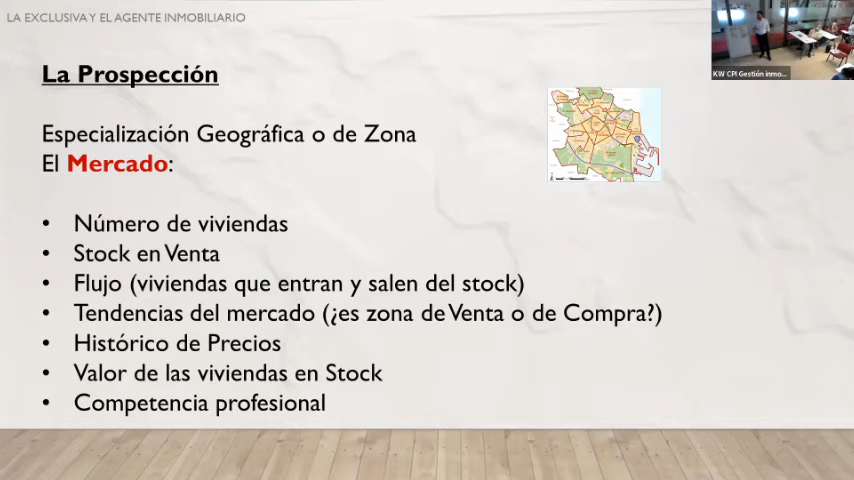 LA EXCLUSIVA Y EL AGENTE INMOBILIARIO
KW CPI Gestión inmo...
La Prospección
Especialización Geográfica o de Zona
El Mercado:
• Número de viviendas
• Stock en Venta
• Flujo (viviendas que entran y salen del stock)
• Tendencias del mercado (¿es zona de Venta o de Compra?)
• Histórico de Precios
• Valor de las viviendas en Stock
• Competencia profesional